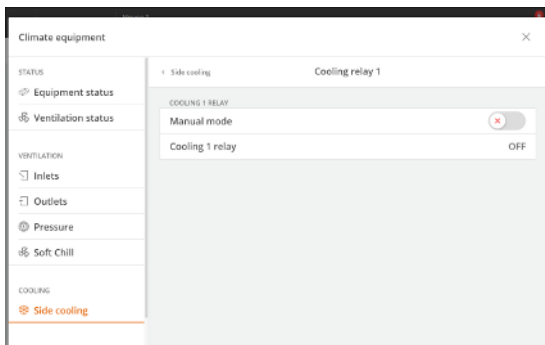 Climate equipment
STATUS
Equipment status
Ventilation status
VENTILATION
Inlets
Outlets
Pressure
Soft Chill
COOLING
Side cooling
Side cooling
Cooling relay 1
COOLING 1 RELAY
Manual mode
Cooling 1 relay
OFF